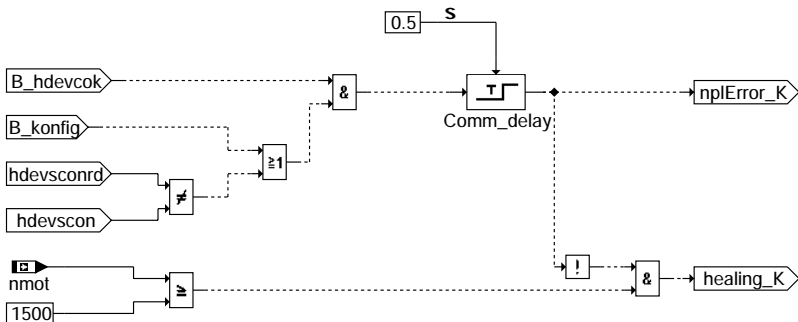 0.5
s
B_hdevcok
&
T
nplError_K
Comm_delay
B_konfig
≥1
hdevsconrd
≠
hdevscon
!
&
healing_K
nmot
≥
1500